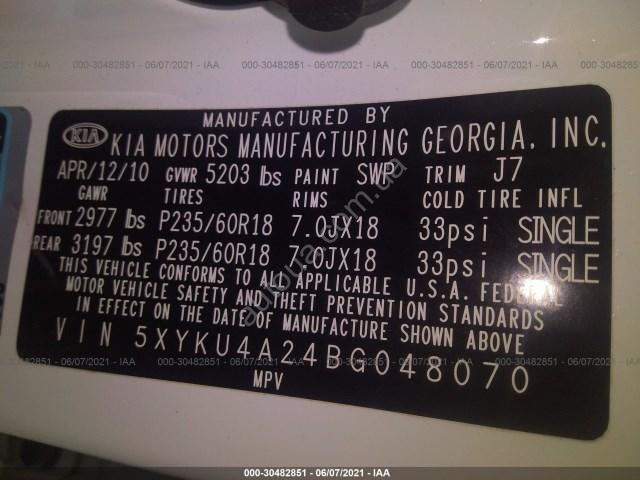 000-30482851 - 06/07/2021 - IAA
MANUFACTURED BY
KIA KIA MOTORS MANUFACTURING GEORGIA, INC.
APR/12/10 GVWR 5203 lbs PAINT SWP TRIM J7
GAWR TIRES RIMS COLD TIRE INFL
FRONT 2977 lbs P235/60R18 7.0JX18 33psi SINGLE
REAR 3197 lbs P235/60R18 7.0JX18 33psi SINGLE
THIS VEHICLE CONFORMS TO ALL APPLICABLE U.S.A. FEDERAL
MOTOR VEHICLE SAFETY AND THEFT PREVENTION STANDARDS
IN EFFECT ON THE DATE OF MANUFACTURE SHOWN ABOVE
VIN 5XYKU4A24BG048070
MPV
000-30482851 - 06/07/2021 - IAA